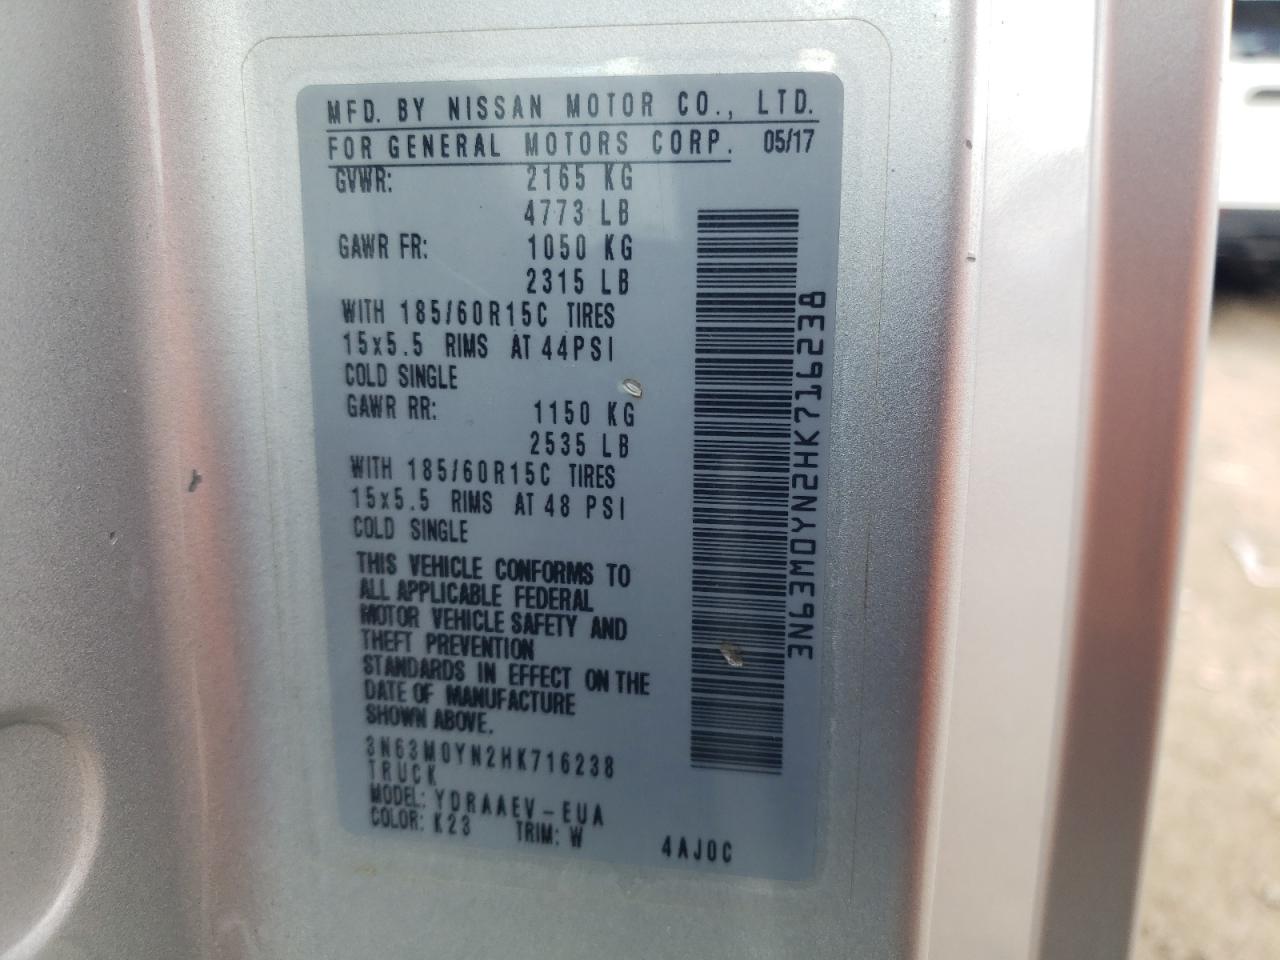 MFD. BY NISSAN MOTOR CO., LTD.
FOR GENERAL MOTORS CORP. 05/17
GVWR: 2165 KG
4773 LB
GAWR FR: 1050 KG
2315 LB
WITH 185/60R15C TIRES
15x5.5 RIMS AT 44PSI
COLD SINGLE
GAWR RR: 1150 KG
2535 LB
WITH 185/60R15C TIRES
15x5.5 RIMS AT 48 PSI
COLD SINGLE
THIS VEHICLE CONFORMS TO
ALL APPLICABLE FEDERAL
MOTOR VEHICLE SAFETY AND
THEFT PREVENTION
STANDARDS IN EFFECT ON THE
DATE OF MANUFACTURE
SHOWN ABOVE.
3N63M0YN2HK716238
TRUCK
MODEL: YDRAAEV-EUA
COLOR: K23 TRIM: W 4AJ0C
3N63M0YN2HK716238